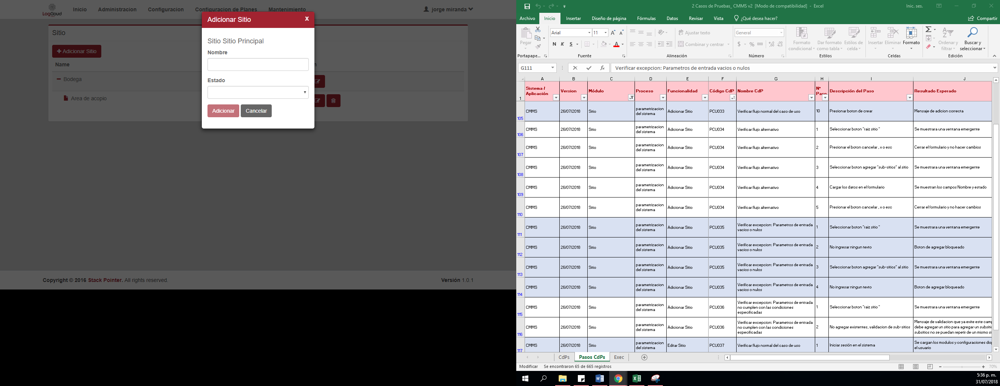 LogCloud
Inicio
Administracion
Configuracion
Configuracion de Planes
Mantenimiento
jorge miranda
Adicionar Sitio
x
Sitio
Adicionar Sitio
Name
n
Bodega
Area de acopio
Sitio Sitio Principal
Nombre
Estado
Adicionar
Cancelar
Copyright © 2016 Stack Pointer. All rights reserved.
Versión 1.0.1
2 Casos de Pruebas_ CMMS v2 [Modo de compatibilidad] - Excel
Inic. ses.
Archivo Inicio Insertar Diseño de página Fórmulas Datos Revisar Vista ¿Qué desea hacer? Compartir
Pegar
Arial 11
N K S
Ajustar texto
Combinar y centrar
General
$ % 000
Formato condicional
Dar formato como tabla
Estilos de celda
Insertar Eliminar Formato
Ordenar y filtrar
Buscar y seleccionar
Portapape... Fuente Alineación Número Estilos Celdas Edición
G111 fx Verificar excepcion: Parametros de entrada vacios o nulos
A B C D E F G H I J
1 Sistema / Aplicación Version Módulo Proceso Funcionalidad Código CdP Nombre CdP N° Paso Descripción del Paso Resultado Esperado
105 CMMS 26/07/2018 Sitio parametrizacion del sistema Adicionar Sitio PCU033 Verificar flujo normal del caso de uso 10 Presionar boton de crear Mensaje de adicion correcta
106 CMMS 26/07/2018 Sitio parametrizacion del sistema Adicionar Sitio PCU034 Verificar flujo alternativo 1 Seleccionar boton "raiz sitio " Se muestrara una ventana emergente
107 CMMS 26/07/2018 Sitio parametrizacion del sistema Adicionar Sitio PCU034 Verificar flujo alternativo 2 Presionar el boton cancelar , x o esc Cerrar el formulario y no hacer cambios
108 CMMS 26/07/2018 Sitio parametrizacion del sistema Adicionar Sitio PCU034 Verificar flujo alternativo 3 Seleccionar boton agregar "sub-sitios" al sitio Se muestrara una ventana emergente
109 CMMS 26/07/2018 Sitio parametrizacion del sistema Adicionar Sitio PCU034 Verificar flujo alternativo 4 Cargar los datos en el formulario Se muestran los campos Nombre y estado
110 CMMS 26/07/2018 Sitio parametrizacion del sistema Adicionar Sitio PCU034 Verificar flujo alternativo 5 Presionar el boton cancelar , x o esc Cerrar el formulario y no hacer cambios
111 CMMS 26/07/2018 Sitio parametrizacion del sistema Adicionar Sitio PCU035 Verificar excepcion: Parametros de entrada vacios o nulos 1 Seleccionar boton "raiz sitio " Se muestrara una ventana emergente
112 CMMS 26/07/2018 Sitio parametrizacion del sistema Adicionar Sitio PCU035 Verificar excepcion: Parametros de entrada vacios o nulos 2 No ingresar ningun texto Boton de agregar bloqueado
113 CMMS 26/07/2018 Sitio parametrizacion del sistema Adicionar Sitio PCU035 Verificar excepcion: Parametros de entrada vacios o nulos 3 Seleccionar boton agregar "sub-sitios" al sitio Se muestrara una ventana emergente
114 CMMS 26/07/2018 Sitio parametrizacion del sistema Adicionar Sitio PCU035 Verificar excepcion: Parametros de entrada vacios o nulos 4 No ingresar ningun texto Boton de agregar bloqueado
115 CMMS 26/07/2018 Sitio parametrizacion del sistema Adicionar Sitio PCU036 Verificar excepcion: Parametros de entrada no cumplen con las condiciones especificadas 1 Seleccionar boton "raiz sitio " Se muestrara una ventana emergente
116 CMMS 26/07/2018 Sitio parametrizacion del sistema Adicionar Sitio PCU036 Verificar excepcion: Parametros de entrada no cumplen con las condiciones especificadas 2 No agregar existentes, validacion de sub-sitios Mensaje de validacion que ya exite este cam debe agregat un sitio para agregar un subsitio subsitios no se puedan repetir de un mismo si
117 CMMS 26/07/2018 Sitio parametrizacion del sistema Editar Sitio PCU037 Verificar flujo normal del caso de uso 1 Iniciar sesión en el sistema Se cargan los modulos y configuraciones dis el usuario
CdPs Pasos CdPs Exec
Modificar Se encontraron 65 de 665 registros 70%
5:36 p. m.
31/07/2018